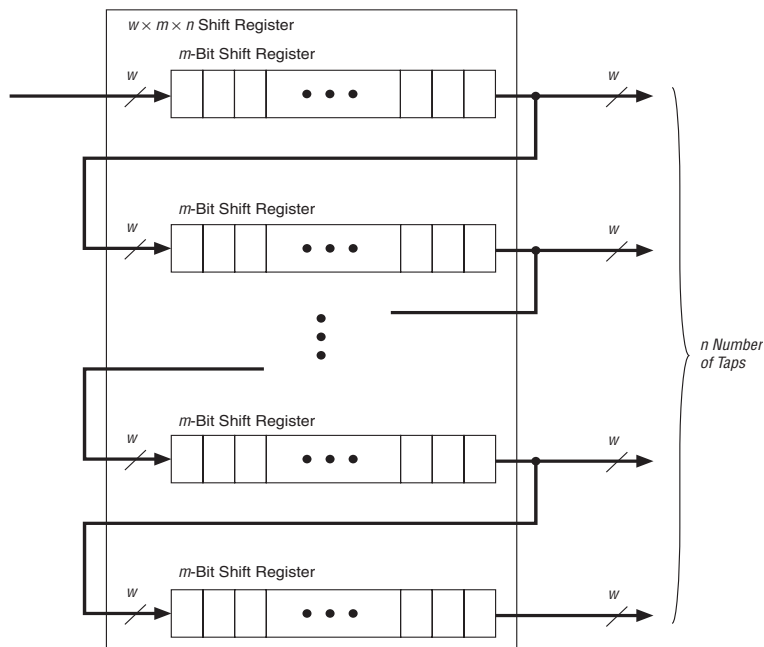 w × m × n Shift Register
m-Bit Shift Register
w
w
m-Bit Shift Register
w
w
n Number
of Taps
m-Bit Shift Register
w
w
m-Bit Shift Register
w
w